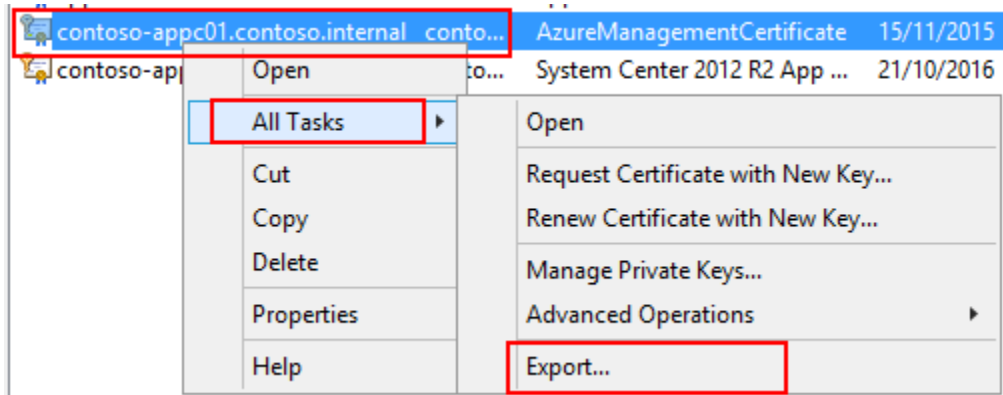 contoso-appc01.contoso.internal conto... AzureManagementCertificate 15/11/2015
contoso-ap to... System Center 2012 R2 App ... 21/10/2016
Open
All Tasks
Cut
Copy
Delete
Properties
Help
Open
Request Certificate with New Key...
Renew Certificate with New Key...
Manage Private Keys...
Advanced Operations
Export...